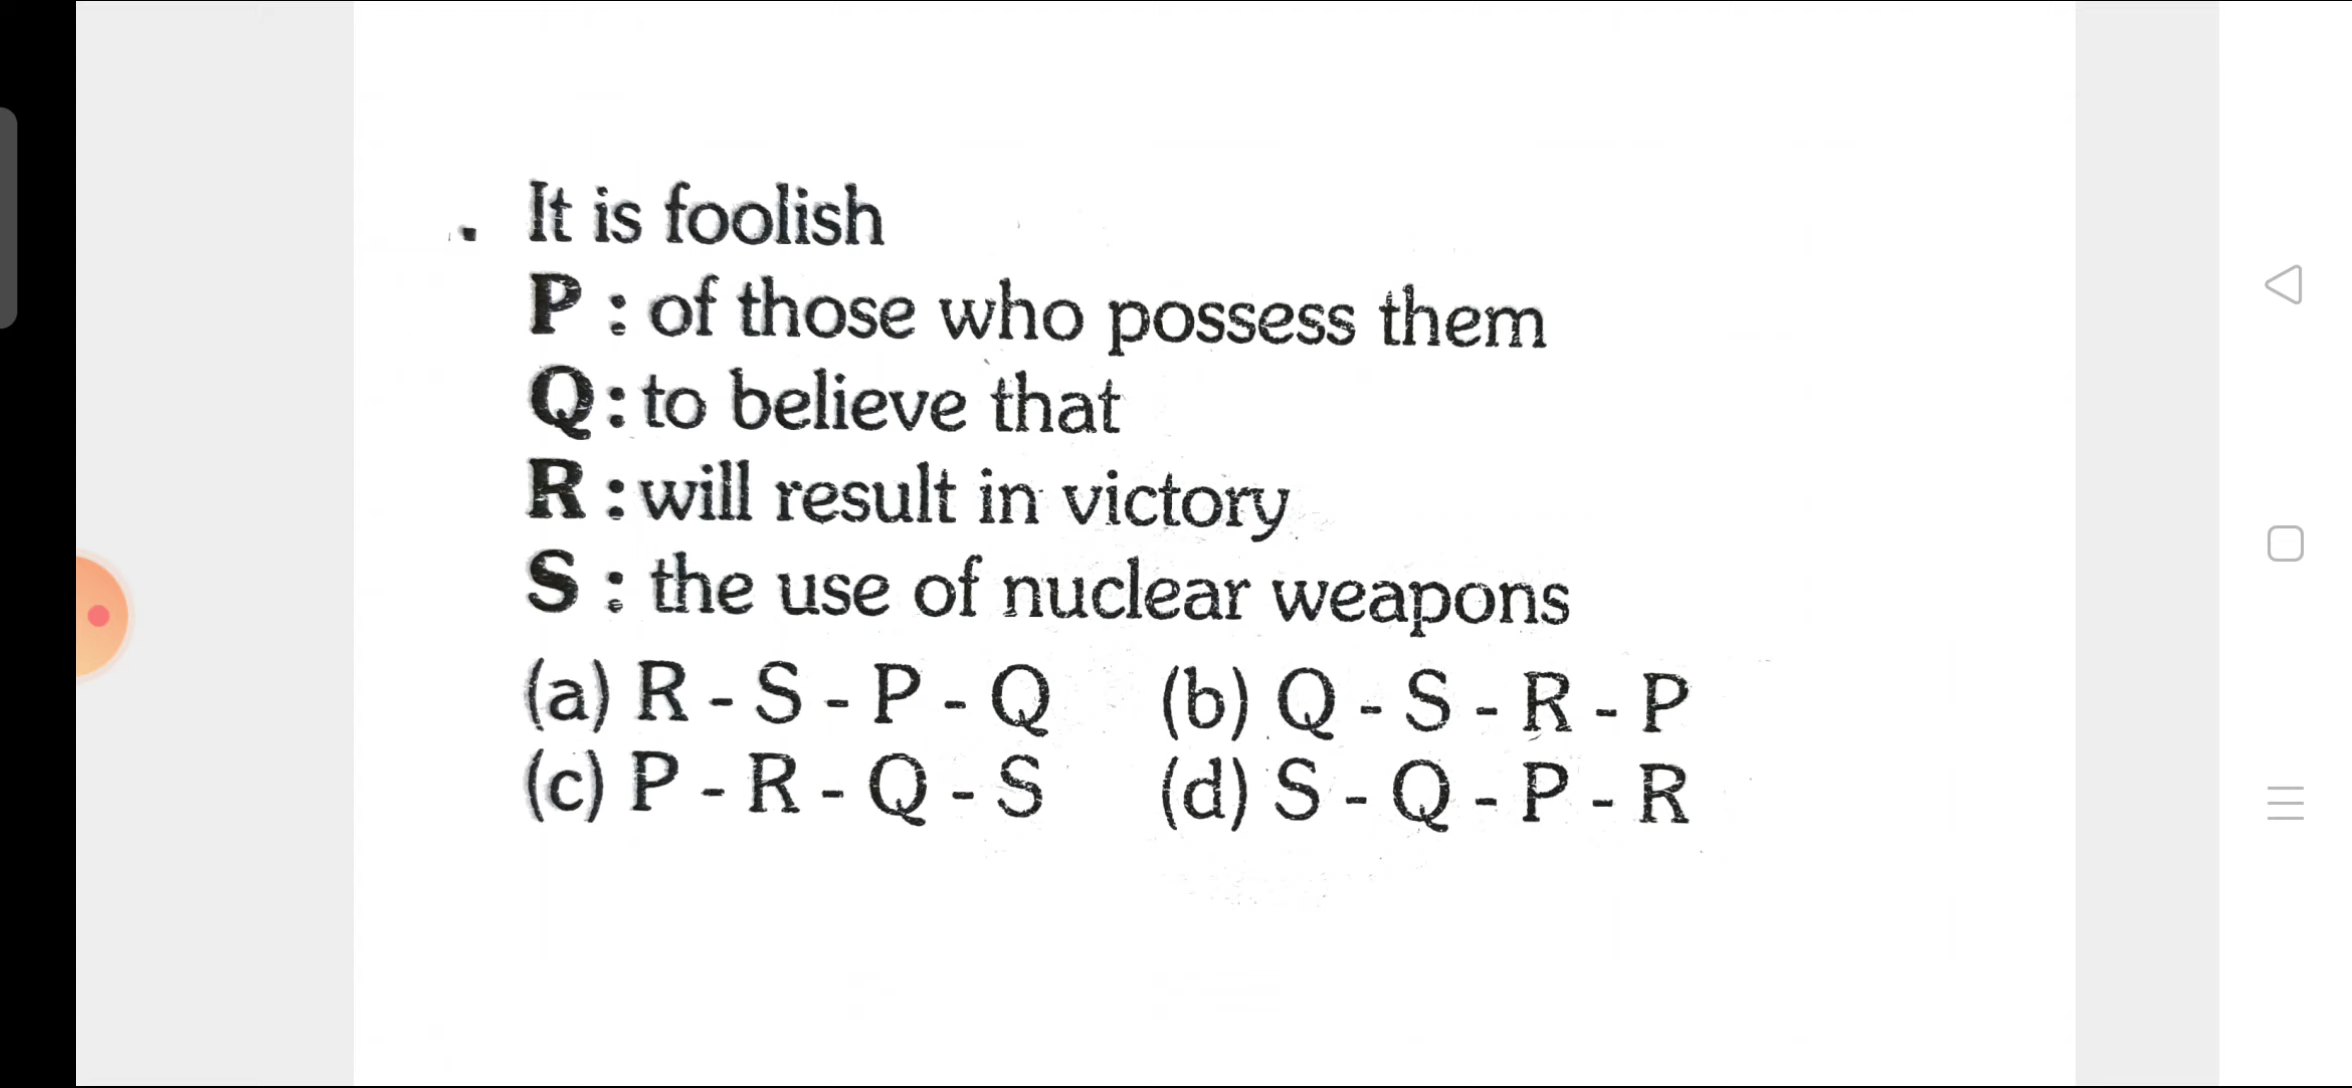 It is foolish
P : of those who possess them
Q : to believe that
R : will result in victory
S : the use of nuclear weapons
(a) R - S - P - Q (b) Q - S - R - P
(c) P - R - Q - S (d) S - Q - P - R